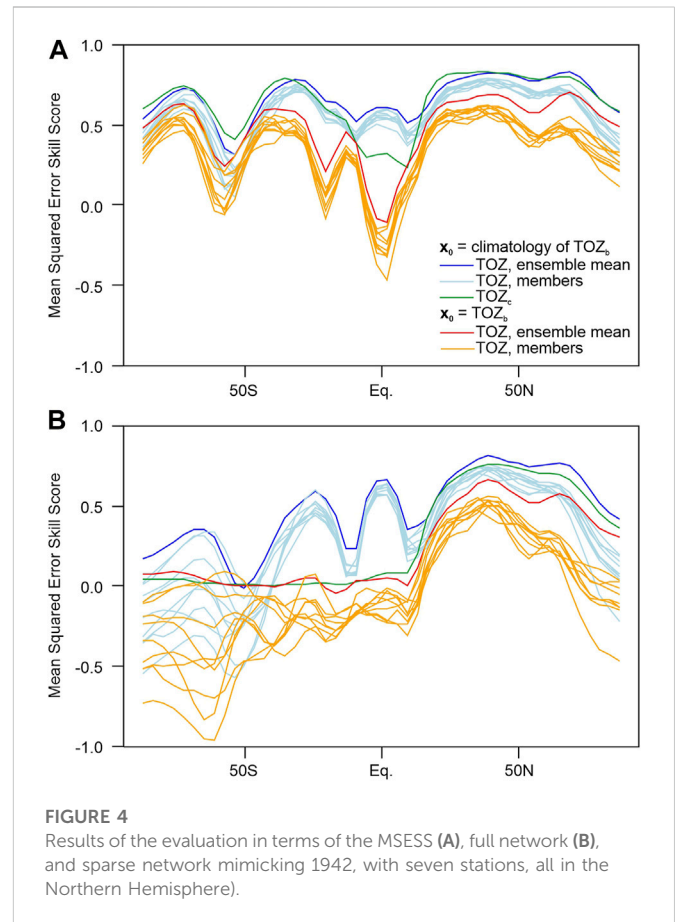 A
1.0
0.5
0.0
-0.5
-1.0
Mean Squared Error Skill Score
x₀ = climatology of TOZb
TOZ, ensemble mean
TOZ, members
TOZc
x₀ = TOZb
TOZ, ensemble mean
TOZ, members
50S
Eq.
50N
B
1.0
0.5
0.0
-0.5
-1.0
Mean Squared Error Skill Score
50S
Eq.
50N
FIGURE 4
Results of the evaluation in terms of the MSESS (A), full network (B),
and sparse network mimicking 1942, with seven stations, all in the
Northern Hemisphere).